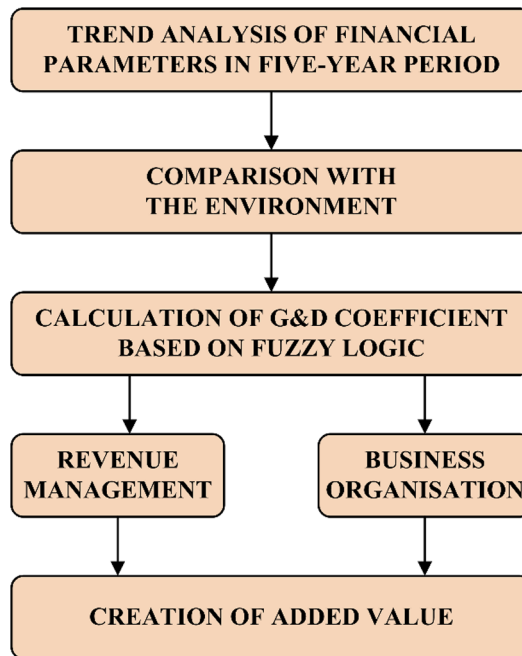 TREND ANALYSIS OF FINANCIAL
PARAMETERS IN FIVE-YEAR PERIOD
COMPARISON WITH
THE ENVIRONMENT
CALCULATION OF G&D COEFFICIENT
BASED ON FUZZY LOGIC
REVENUE
MANAGEMENT
BUSINESS
ORGANISATION
CREATION OF ADDED VALUE